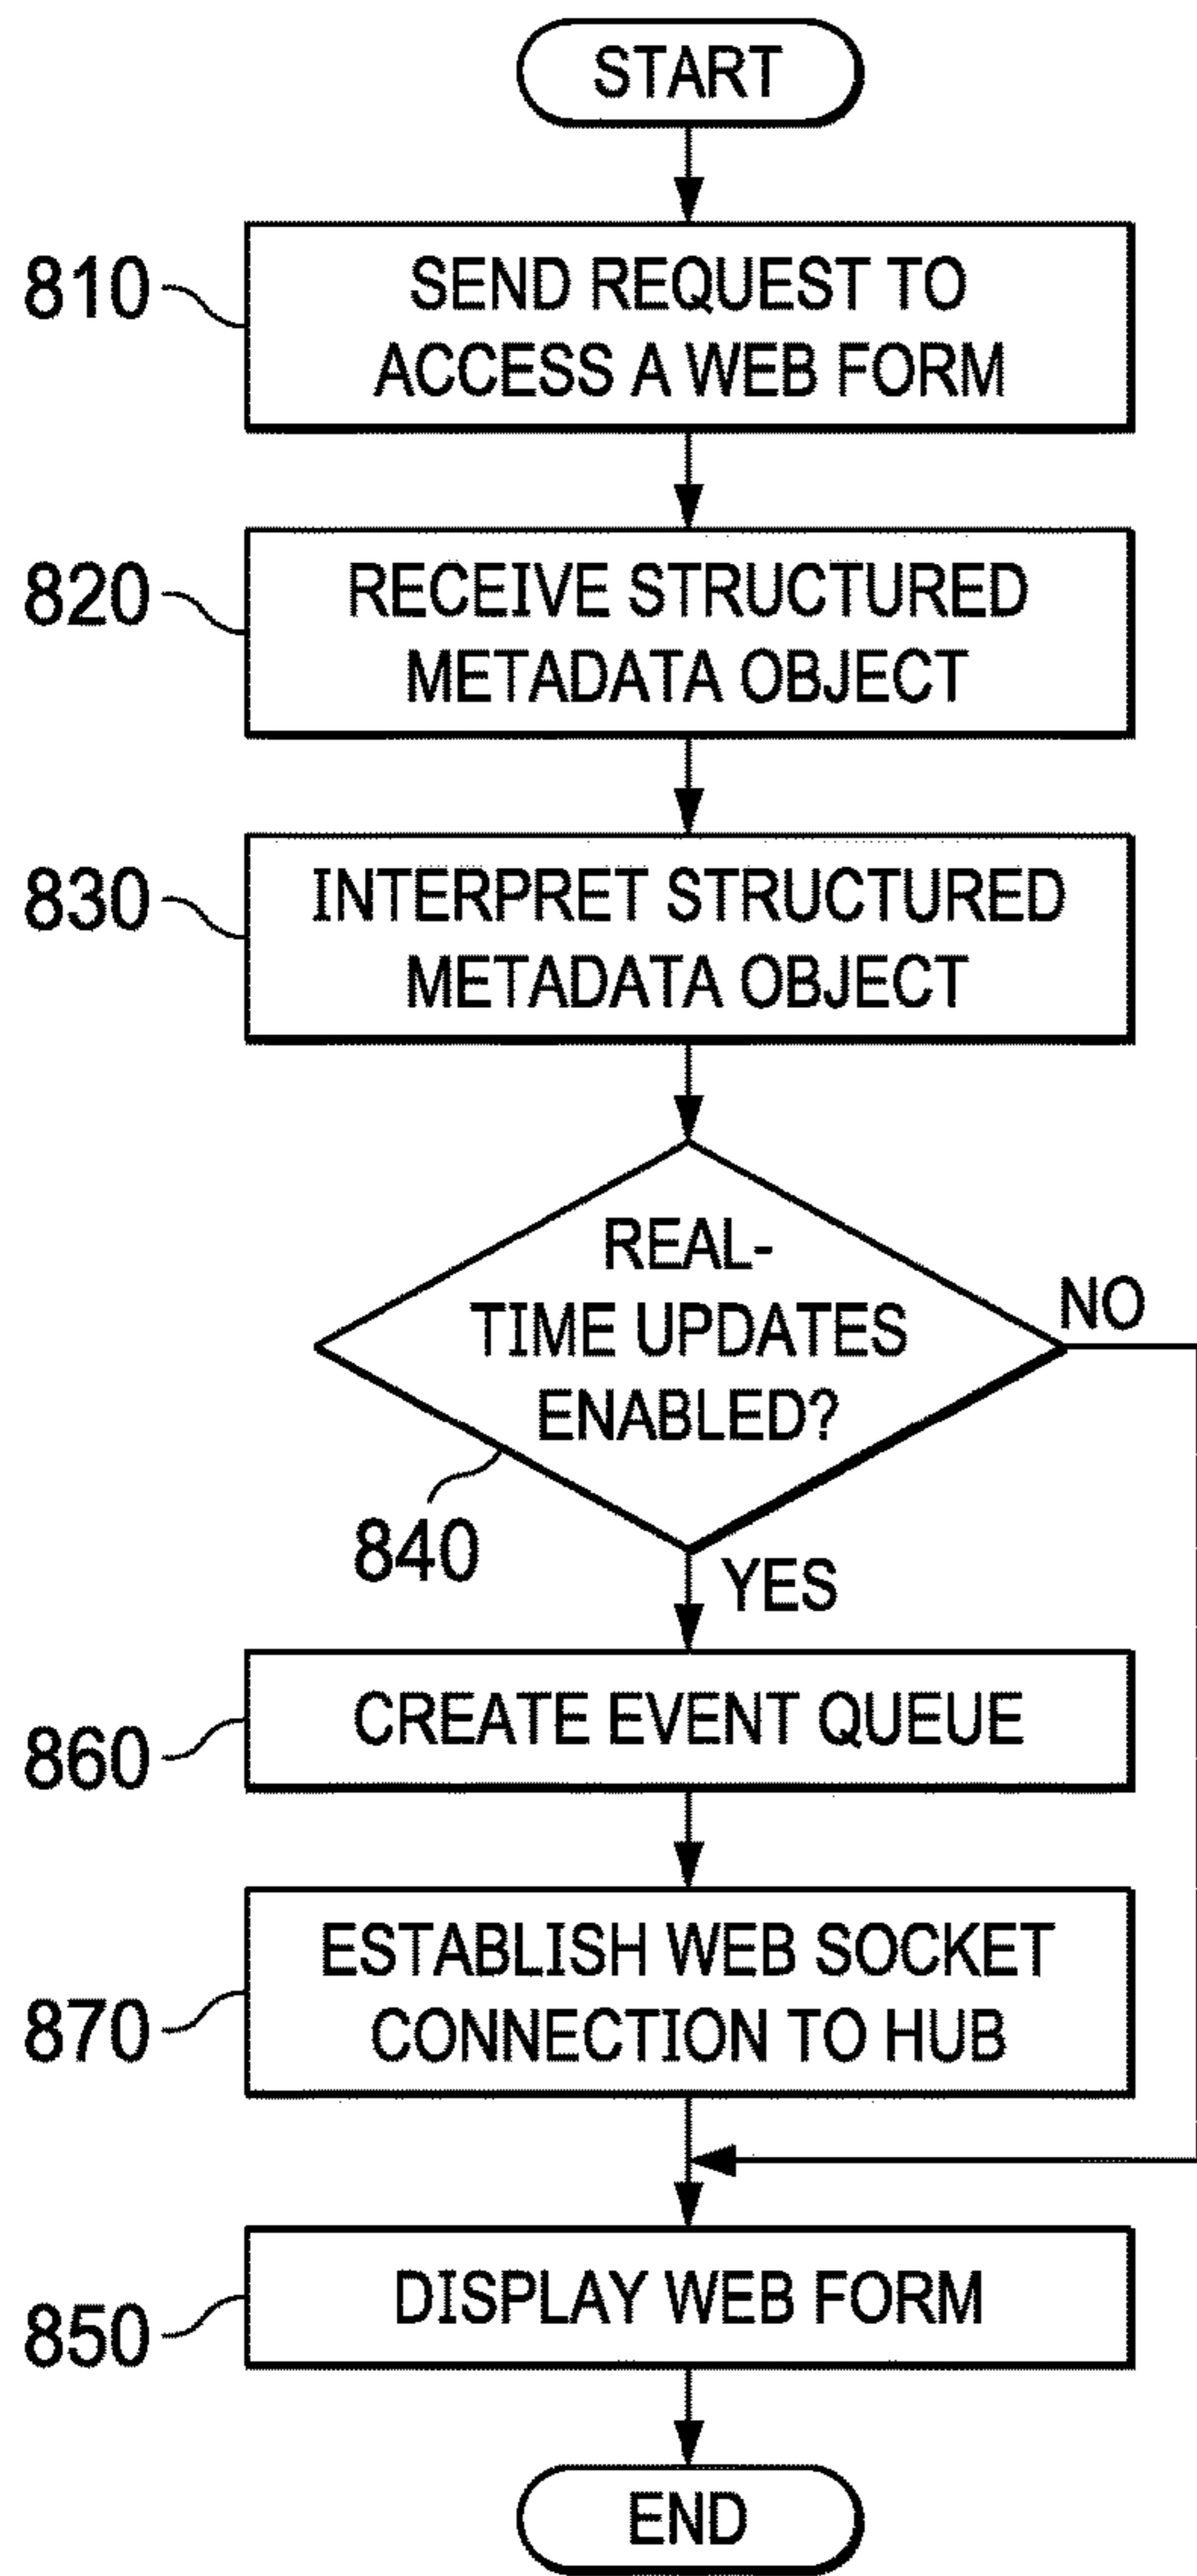 START
810
SEND REQUEST TO
ACCESS A WEB FORM
820
RECEIVE STRUCTURED
METADATA OBJECT
830
INTERPRET STRUCTURED
METADATA OBJECT
REAL-
TIME UPDATES
ENABLED?
NO
840
YES
860
CREATE EVENT QUEUE
870
ESTABLISH WEB SOCKET
CONNECTION TO HUB
850
DISPLAY WEB FORM
END